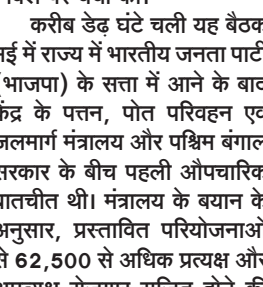 करीब डेढ़ घंटे चली यह बैठक
मई में राज्य में भारतीय जनता पार्टी
(भाजपा) के सत्ता में आने के बाद
केंद्र के पत्तन, पोत परिवहन एवं
जलमार्ग मंत्रालय और पश्चिम बंगाल
सरकार के बीच पहली औपचारिक
बातचीत थी। मंत्रालय के बयान के
अनुसार, प्रस्तावित परियोजनाओं
से 62,500 से अधिक प्रत्यक्ष और